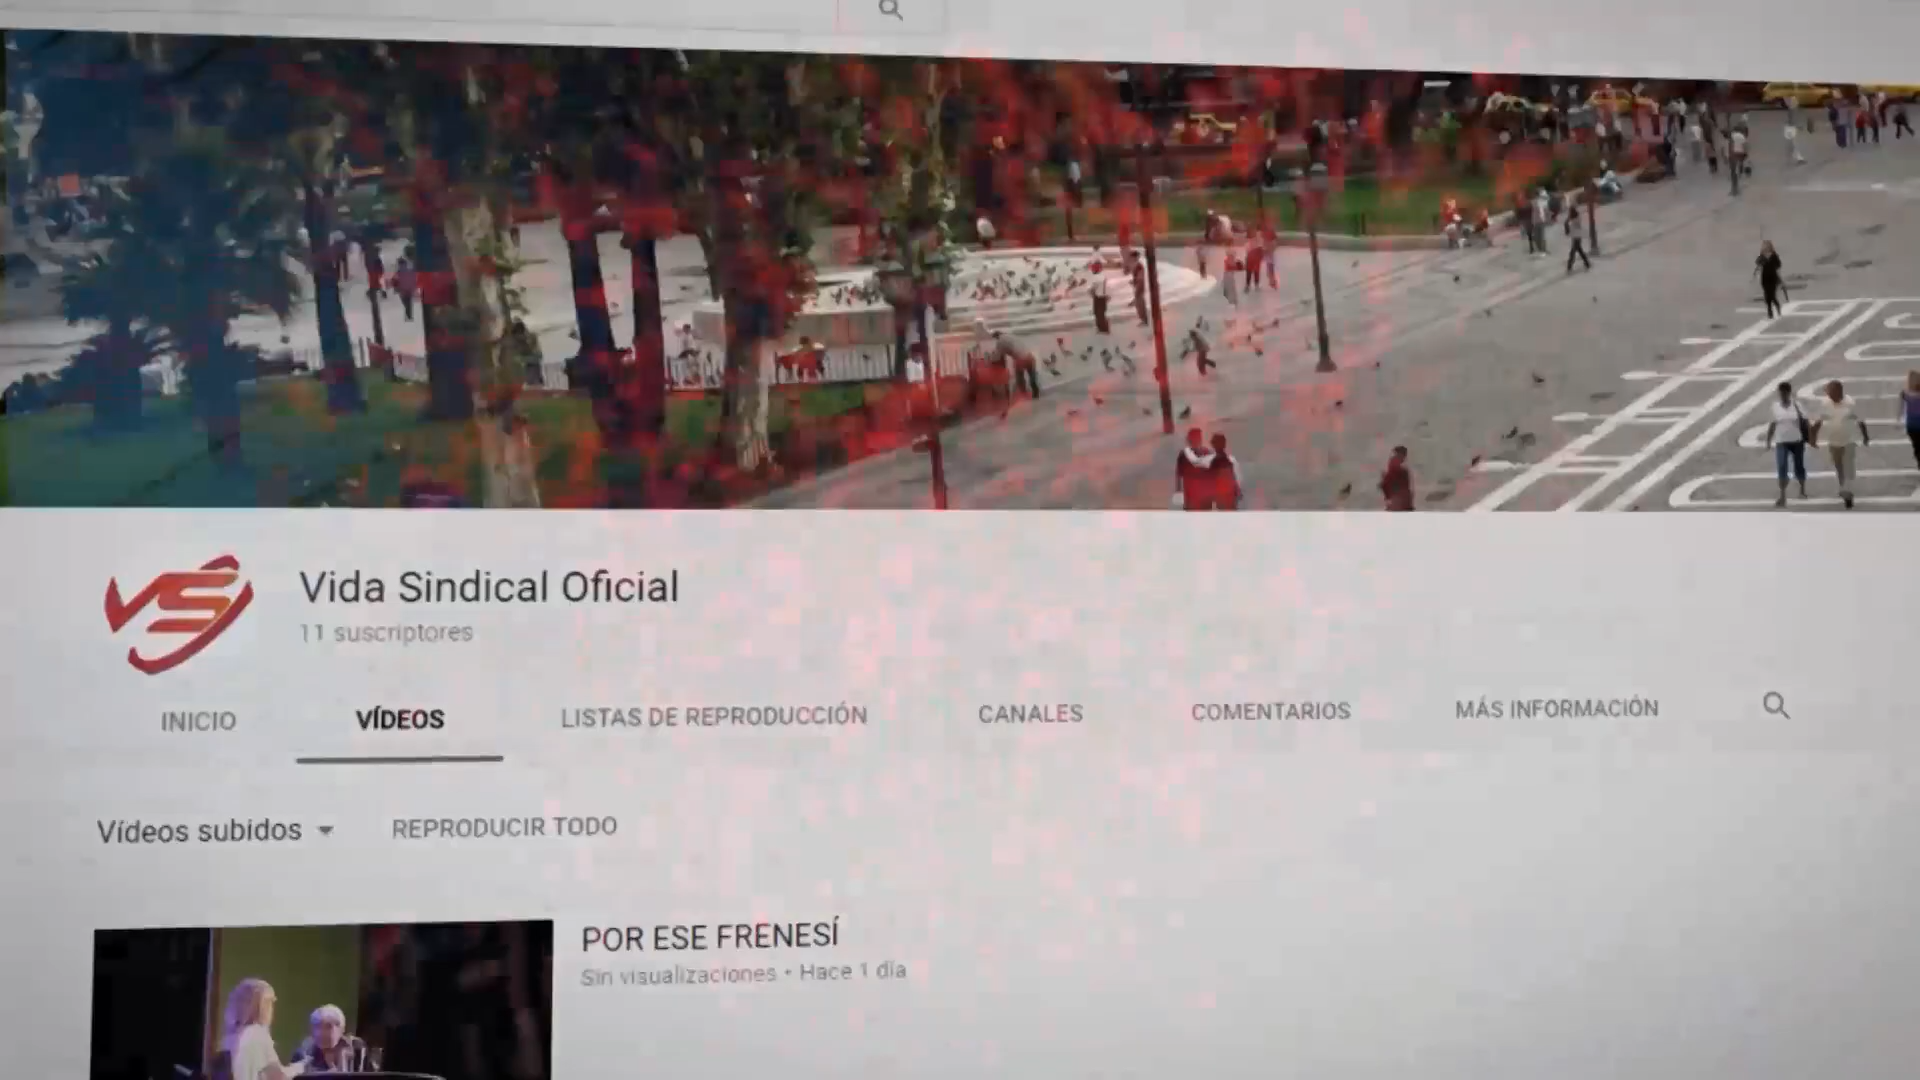 VS
Vida Sindical Oficial
11 suscriptores
INICIO VÍDEOS LISTAS DE REPRODUCCIÓN CANALES COMENTARIOS MÁS INFORMACIÓN
Vídeos subidos REPRODUCIR TODO
POR ESE FRENESÍ
Sin visualizaciones • Hace 1 día